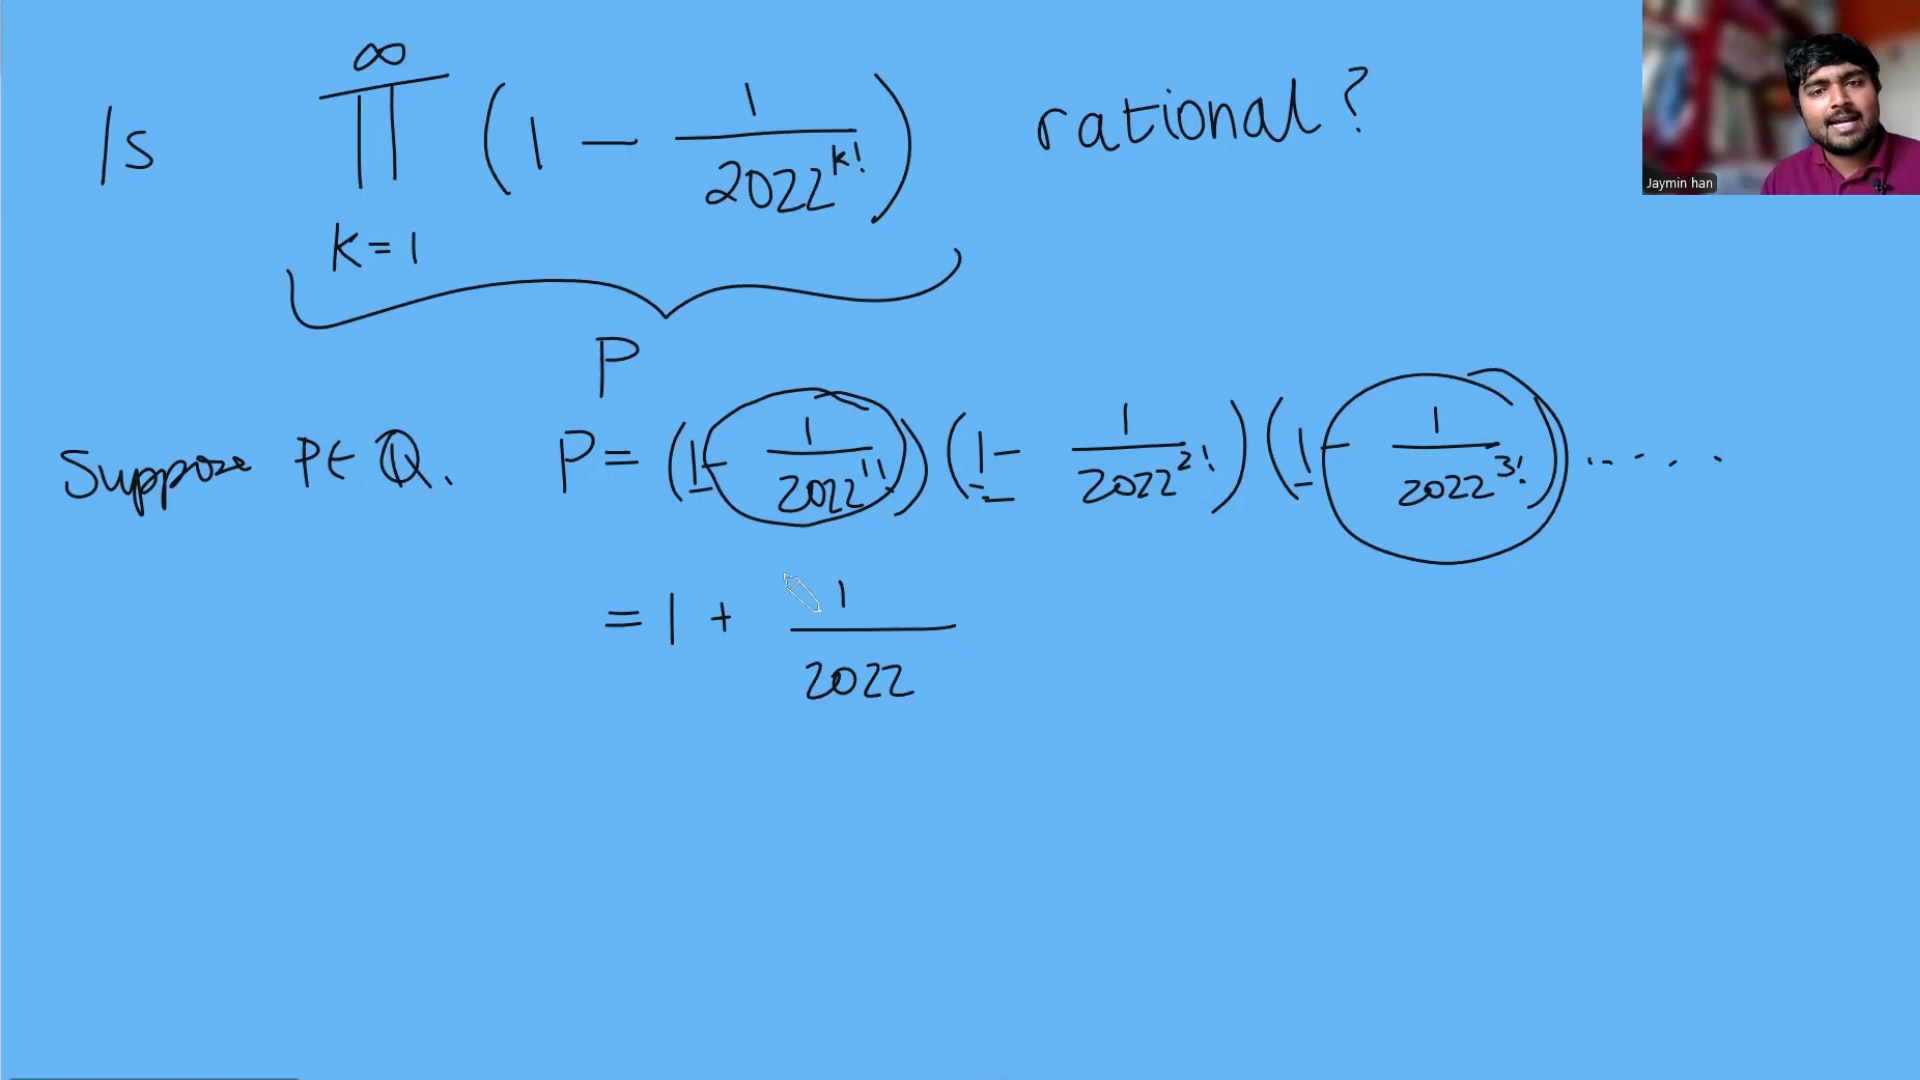 Is ∞∏k=1 (1 − 1/2022^k!) rational?
P
Suppose P∈ℚ. P = (1 − 1/2022^1!)(1 − 1/2022^2!)(1 − 1/2022^3!) .....
= 1 + 1/2022
Jaymin han